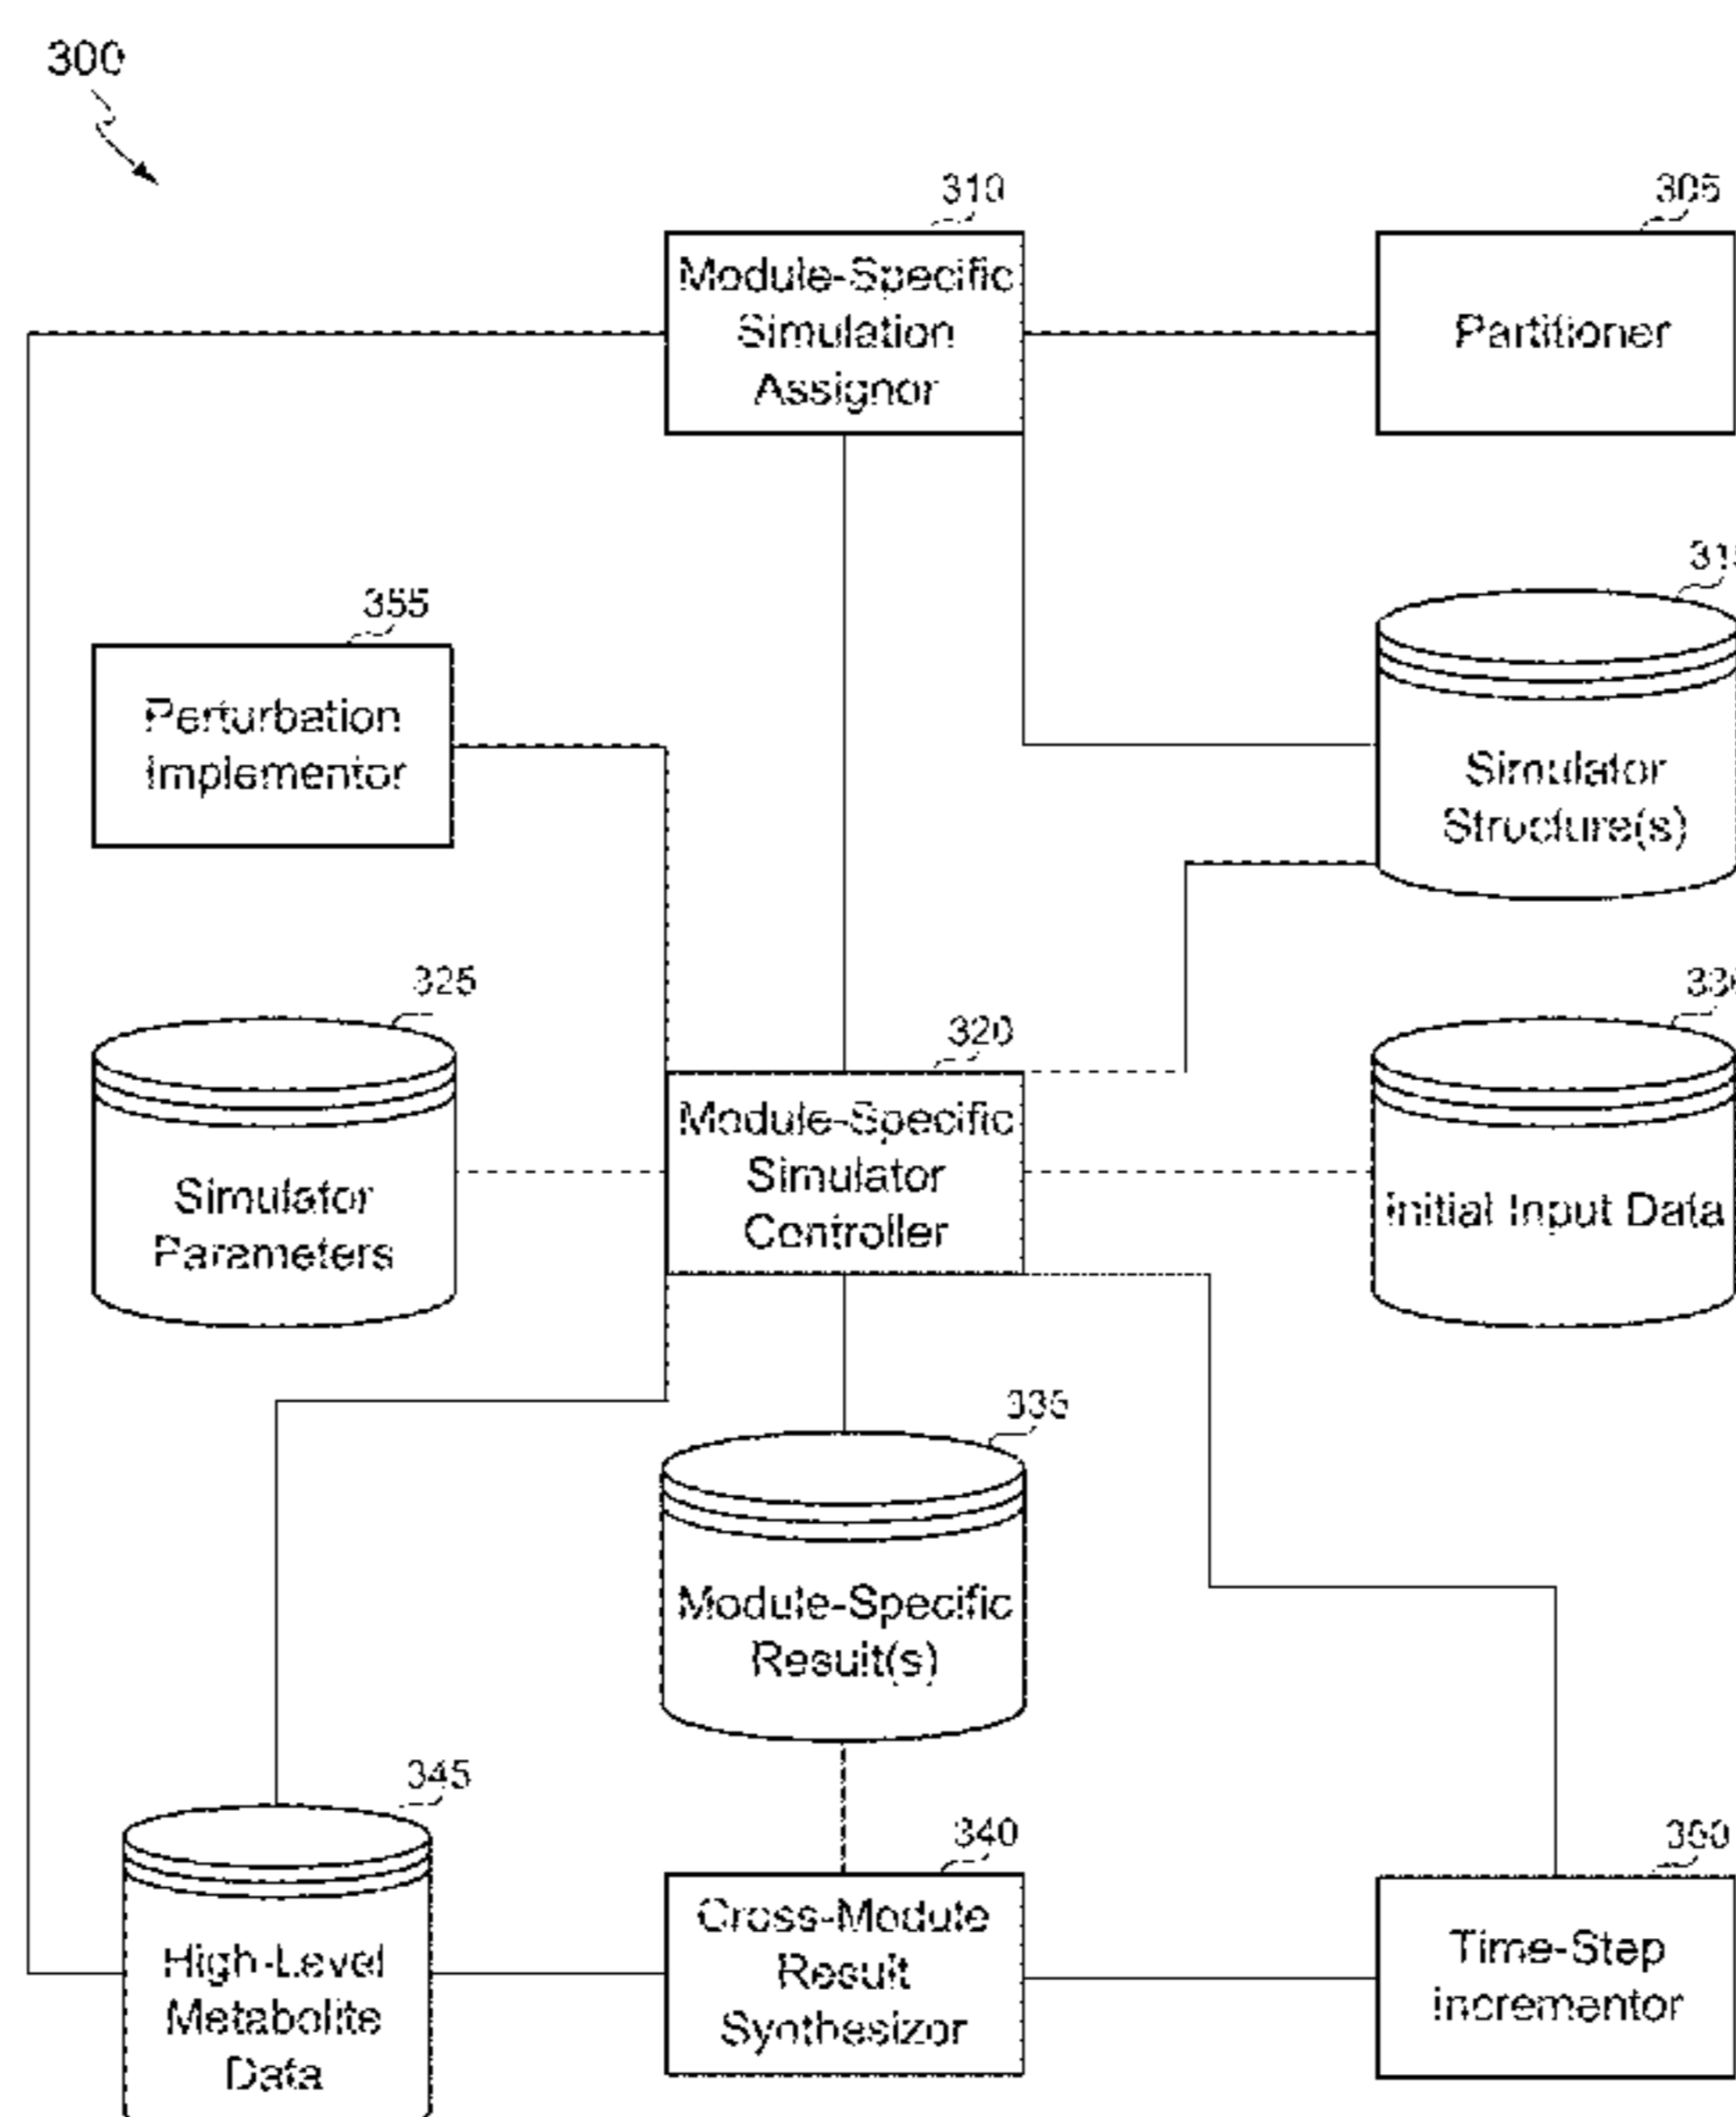 300
310
305
Module-Specific
Simulation
Assignor
Partitioner
355
Perturbation
Implementor
Simulator
Structure(s)
325
320
Simulator
Parameters
Module-Specific
Simulator
Controller
Initial Input Data
335
Module-Specific
Result(s)
345
340
350
High-Level
Metabolite
Data
Cross-Module
Result
Synthesizor
Time-Step
Incrementor